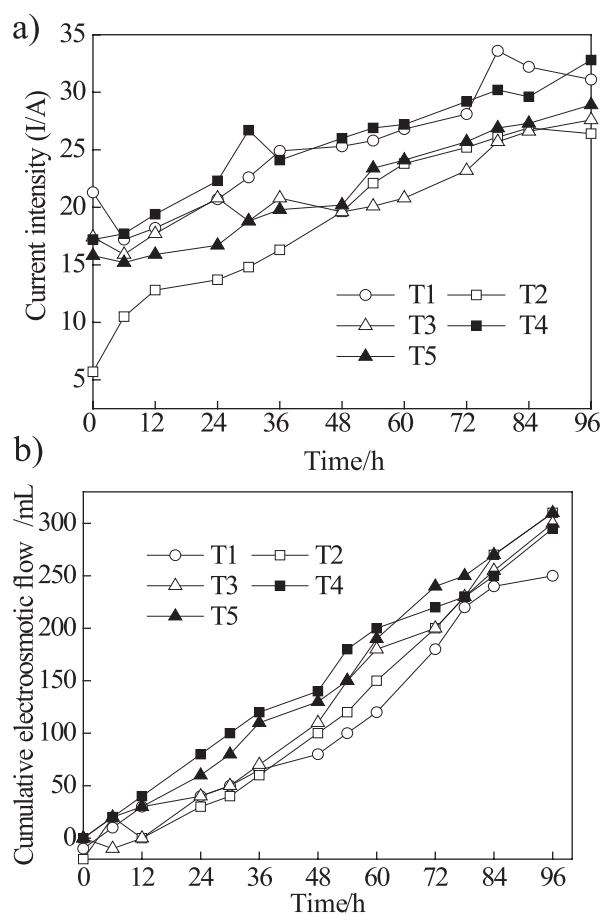 a)
35
30
25
20
15
10
5
Current intensity (I/A)
T1 T2
T3 T4
T5
0 12 24 36 48 60 72 84 96
Time/h
b)
300
250
200
150
100
50
0
Cumulative electroosmotic flow /mL
T1 T2
T3 T4
T5
0 12 24 36 48 60 72 84 96
Time/h